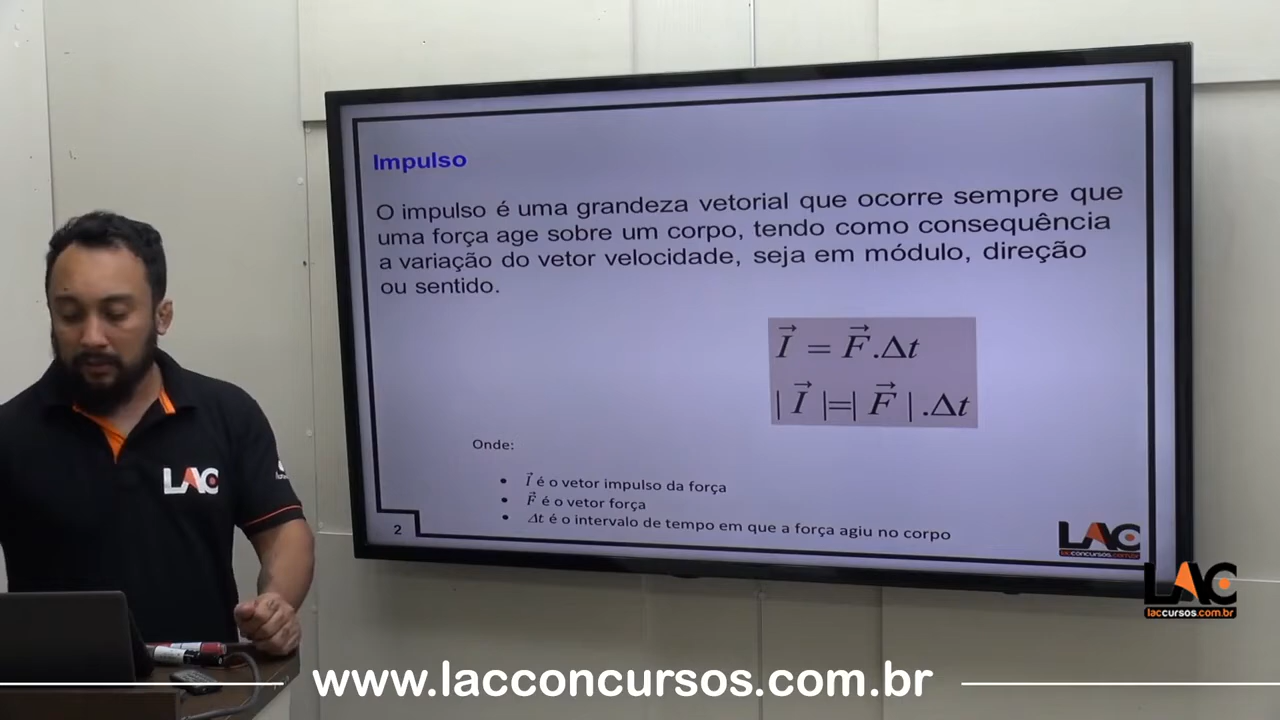 Impulso
O impulso é uma grandeza vetorial que ocorre sempre que
uma força age sobre um corpo, tendo como consequência
a variação do vetor velocidade, seja em módulo, direção
ou sentido.
I⃗ = F⃗.Δt
| I⃗ |=| F⃗ |.Δt
Onde:
• I⃗ é o vetor impulso da força
• F⃗ é o vetor força
• Δt é o intervalo de tempo em que a força agiu no corpo
2
LAC
lacconcursos.com.br
LAC
LAC
laccursos.com.br
www.lacconcursos.com.br